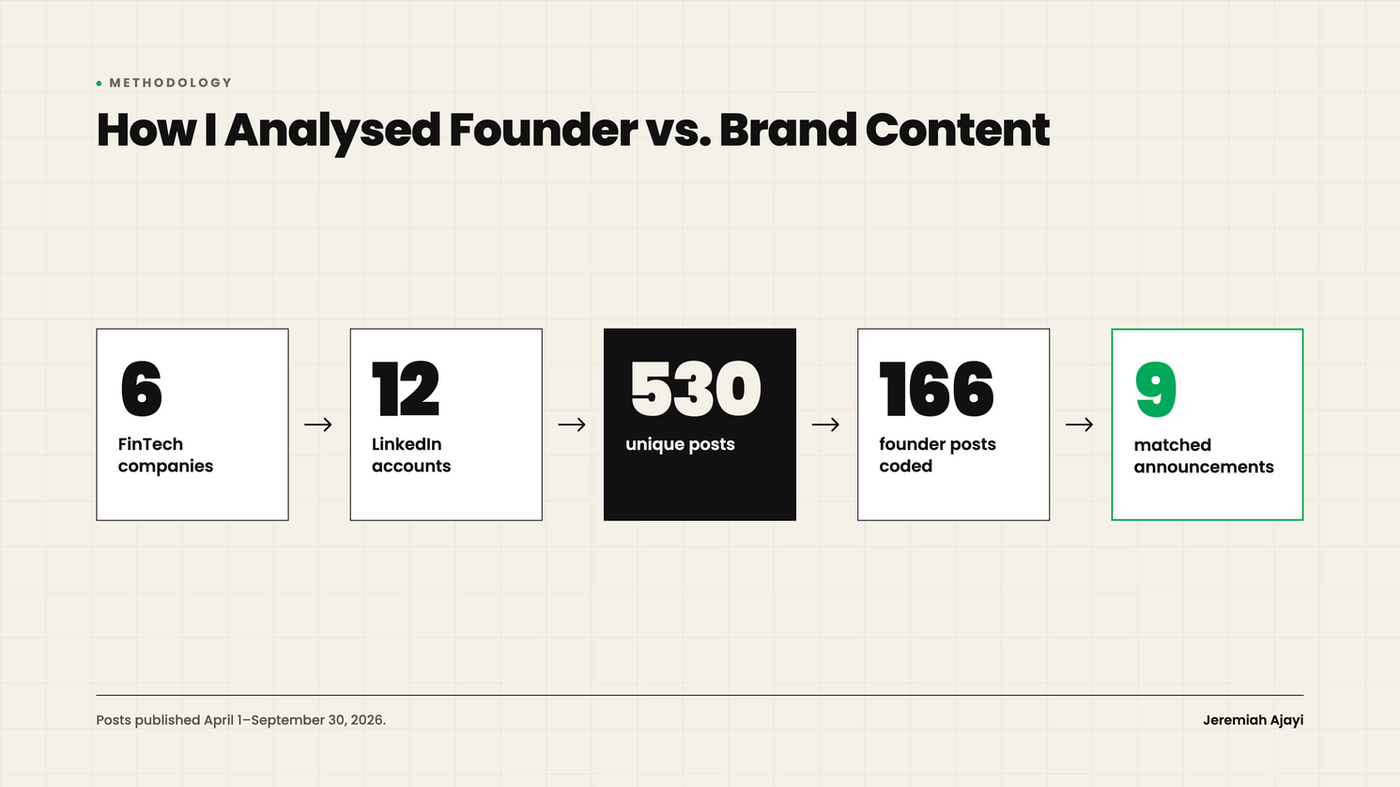 METHODOLOGY
How I Analysed Founder vs. Brand Content
6
FinTech
companies
→
12
LinkedIn
accounts
→
530
unique posts
→
166
founder posts
coded
→
9
matched
announcements
Posts published April 1–September 30, 2026.
Jeremiah Ajayi